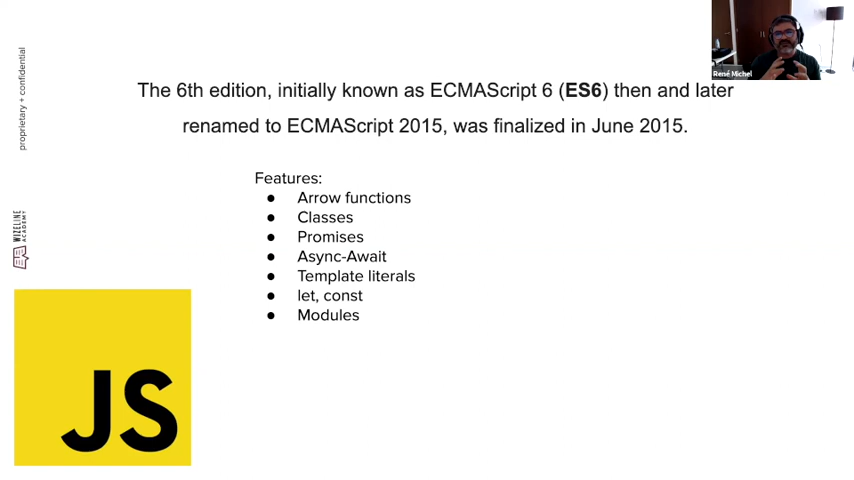 proprietary + confidential
WIZELINE
ACADEMY
René Michel
The 6th edition, initially known as ECMAScript 6 (ES6) then and later
renamed to ECMAScript 2015, was finalized in June 2015.
Features:
● Arrow functions
● Classes
● Promises
● Async-Await
● Template literals
● let, const
● Modules
JS